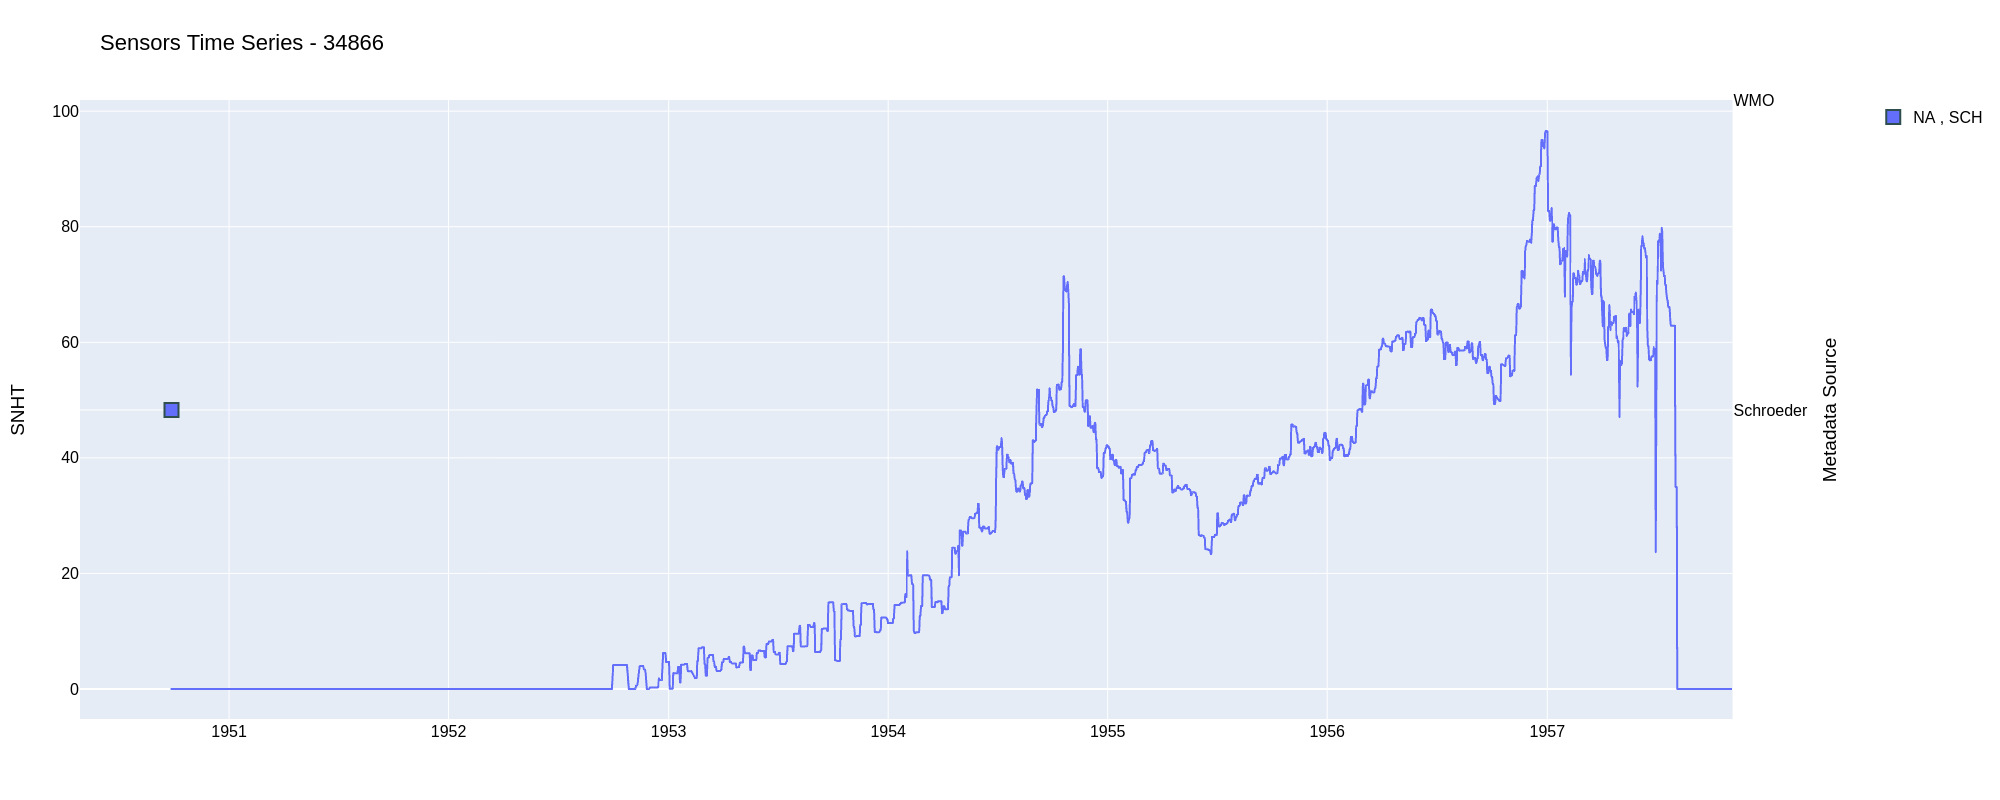 Sensors Time Series - 34866
100
80
60
40
20
0
SNHT
1951
1952
1953
1954
1955
1956
1957
WMO
Schroeder
Metadata Source
NA , SCH